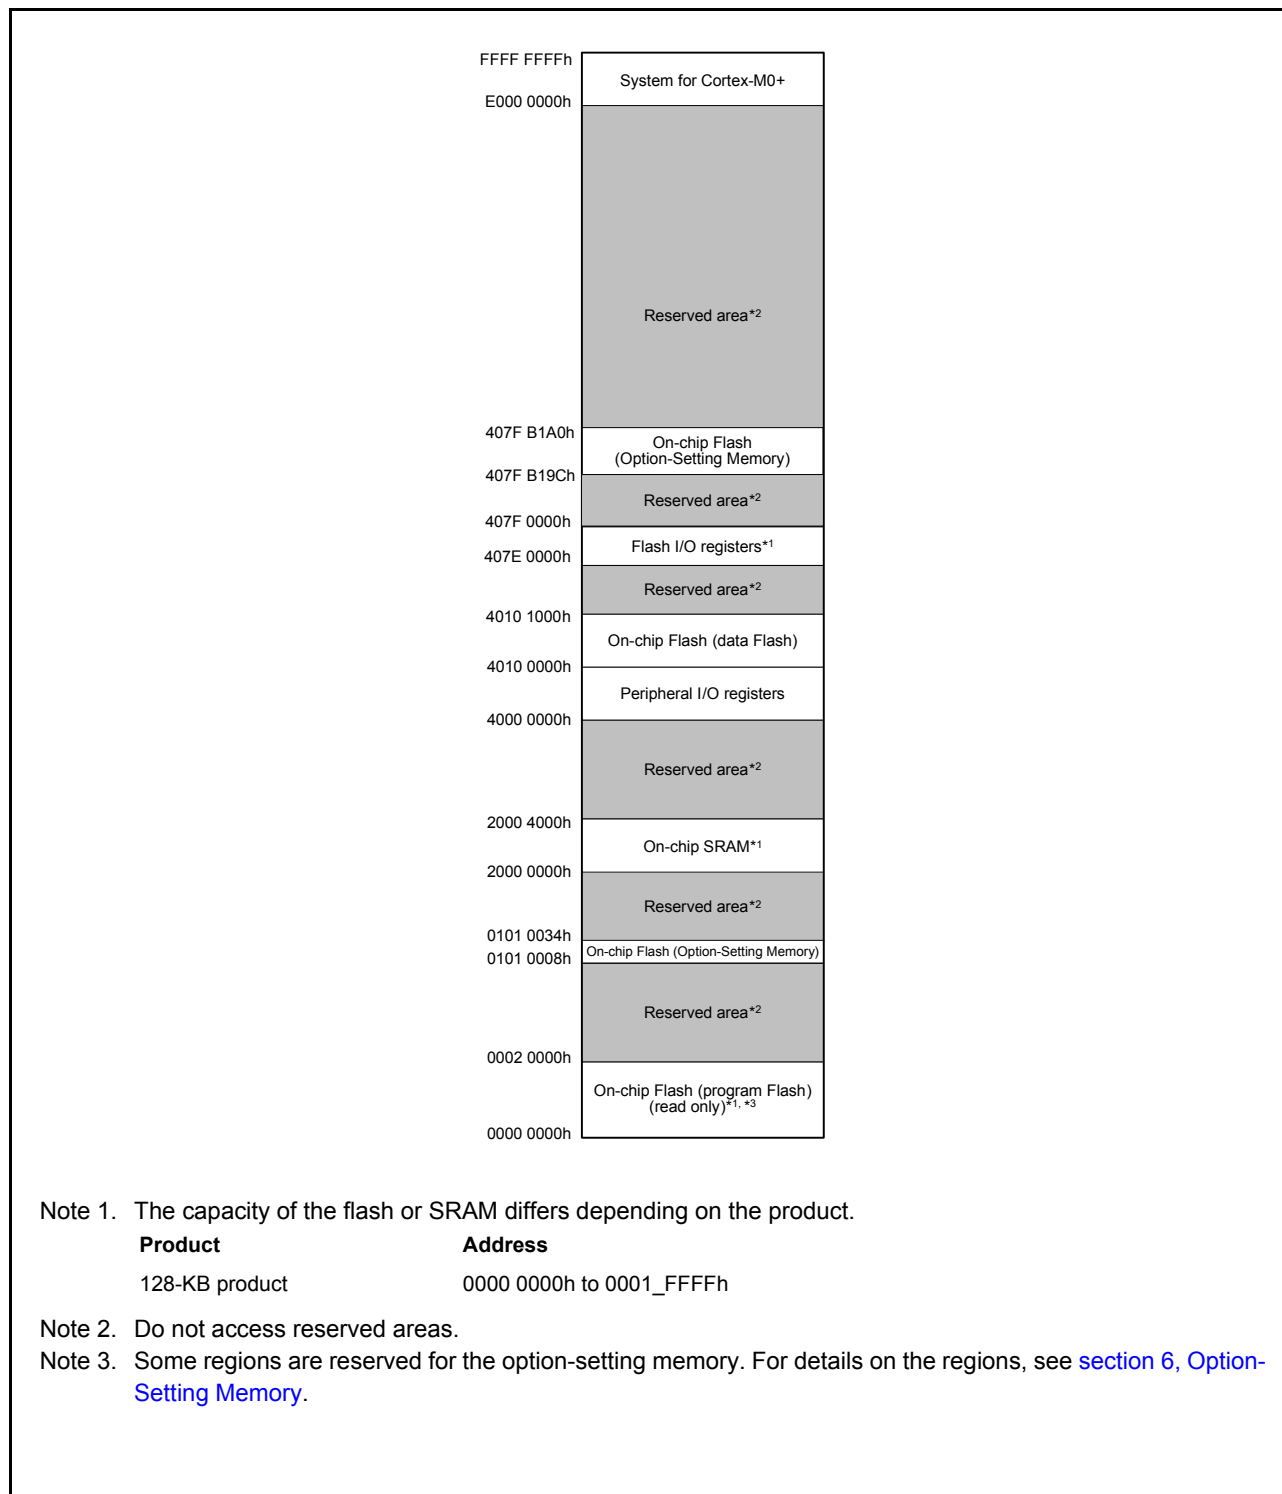 FFFF FFFFh
System for Cortex-M0+
E000 0000h
Reserved area*2
407F B1A0h
On-chip Flash
(Option-Setting Memory)
407F B19Ch
Reserved area*2
407F 0000h
Flash I/O registers*1
407E 0000h
Reserved area*2
4010 1000h
On-chip Flash (data Flash)
4010 0000h
Peripheral I/O registers
4000 0000h
Reserved area*2
2000 4000h
On-chip SRAM*1
2000 0000h
Reserved area*2
0101 0034h
On-chip Flash (Option-Setting Memory)
0101 0008h
Reserved area*2
0002 0000h
On-chip Flash (program Flash)
(read only)*1, *3
0000 0000h
Note 1. The capacity of the flash or SRAM differs depending on the product.
Product Address
128-KB product 0000 0000h to 0001_FFFFh
Note 2. Do not access reserved areas.
Note 3. Some regions are reserved for the option-setting memory. For details on the regions, see section 6, Option-
Setting Memory.